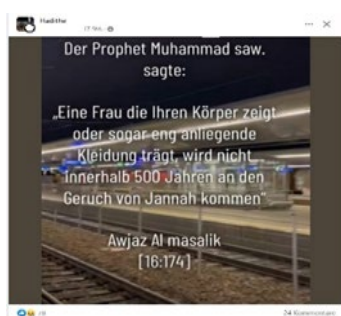 Hadithe
Der Prophet Muhammad saw.
sagte:
„Eine Frau die Ihren Körper zeigt
oder sogar eng anliegende
Kleidung trägt, wird nicht
innerhalb 500 Jahren an den
Geruch von Jannah kommen“
Awjaz Al masalik
[16:174]
24 Kommentare